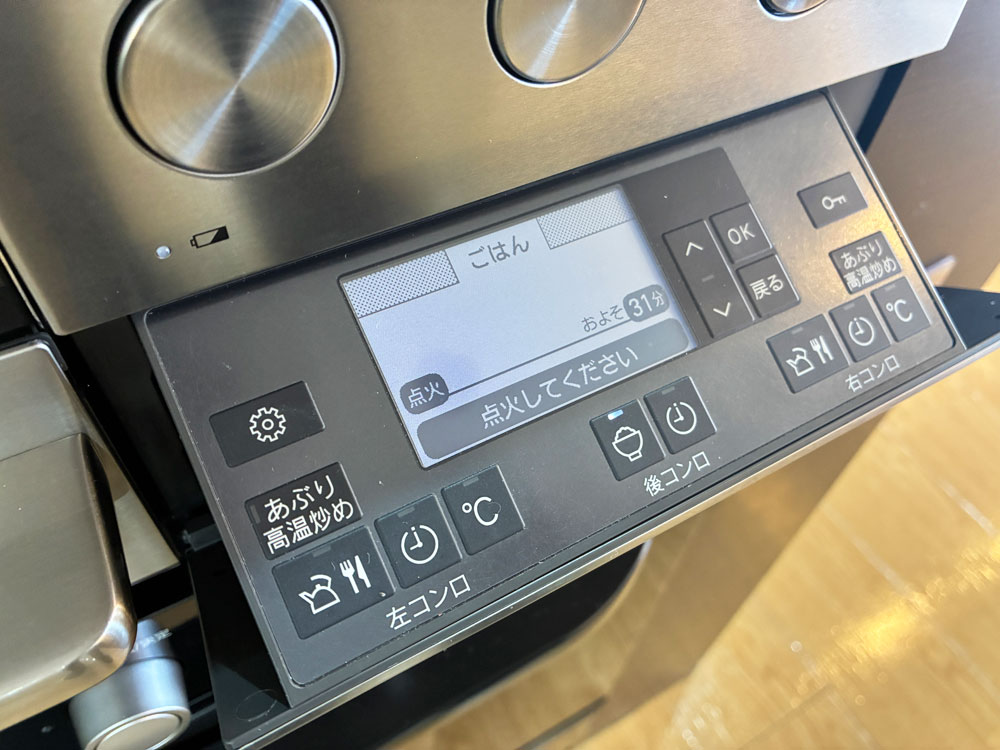 ごはん
およそ31分
点火
点火してください
OK
戻る
あぶり
高温炒め
℃
右コンロ
後コンロ
あぶり
高温炒め
℃
左コンロ